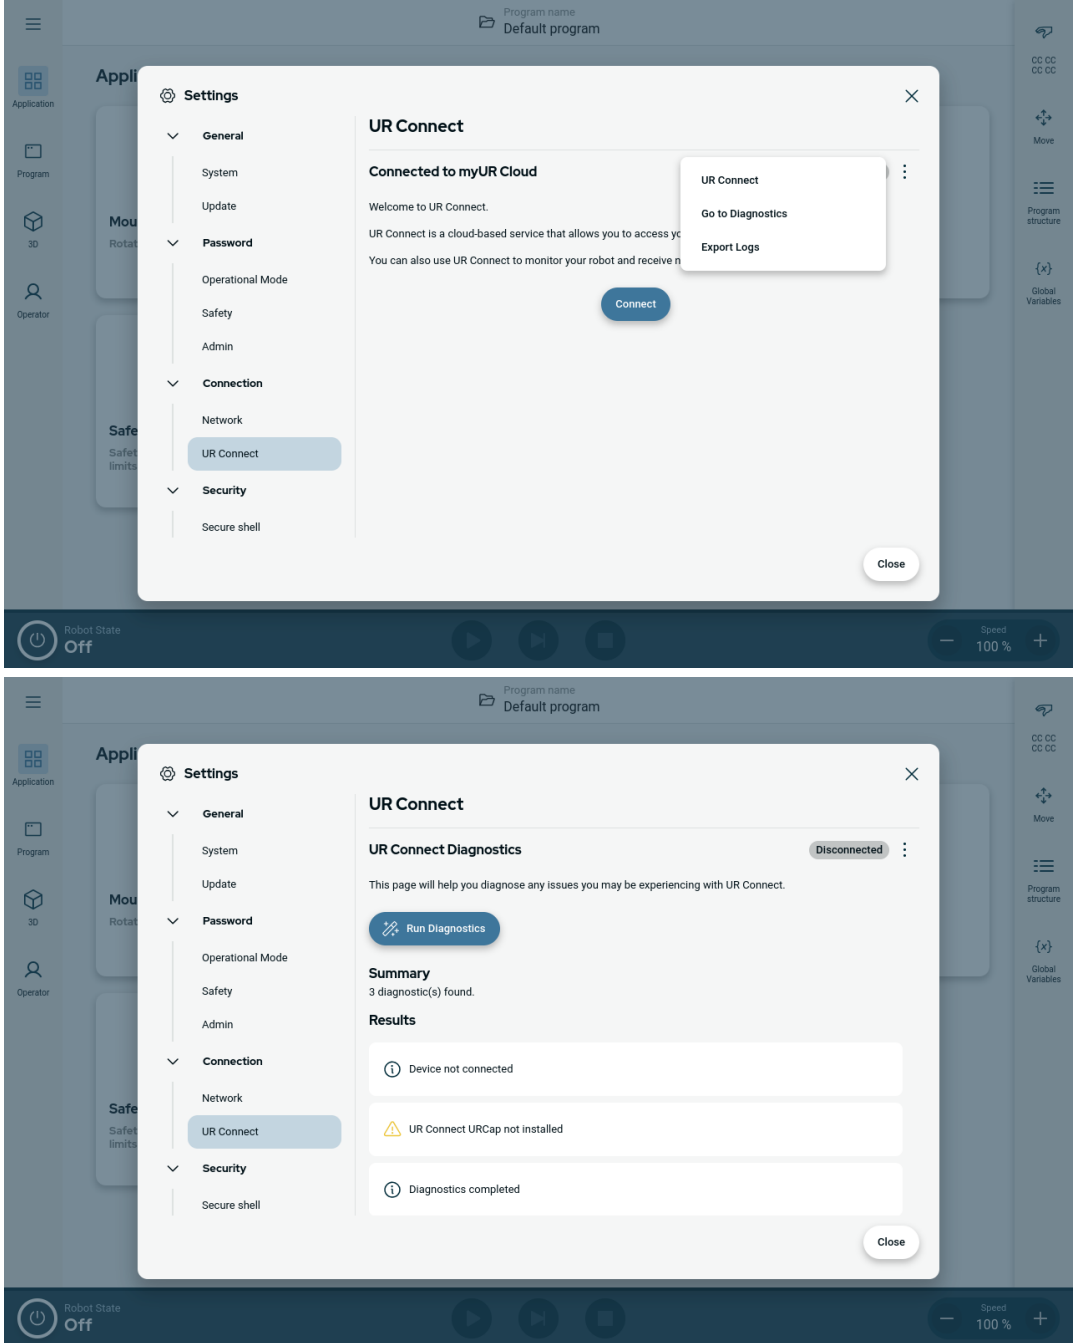 Program name
Default program
Application
Program
3D
Operator
Appli
Mou
Rotat
Safe
Safet
limits
Settings
General
System
Update
Password
Operational Mode
Safety
Admin
Connection
Network
UR Connect
Security
Secure shell
UR Connect
Connected to myUR Cloud
Welcome to UR Connect.
UR Connect is a cloud-based service that allows you to access yo
You can also use UR Connect to monitor your robot and receive n
UR Connect
Go to Diagnostics
Export Logs
Connect
Close
CC CC
CC CC
Move
Program
structure
{x}
Global
Variables
Robot State
Off
Speed
100 %
Program name
Default program
Application
Program
3D
Operator
Appli
Mou
Rotat
Safe
Safet
limits
Settings
General
System
Update
Password
Operational Mode
Safety
Admin
Connection
Network
UR Connect
Security
Secure shell
UR Connect
UR Connect Diagnostics
Disconnected
This page will help you diagnose any issues you may be experiencing with UR Connect.
Run Diagnostics
Summary
3 diagnostic(s) found.
Results
Device not connected
UR Connect URCap not installed
Diagnostics completed
Close
CC CC
CC CC
Move
Program
structure
{x}
Global
Variables
Robot State
Off
Speed
100 %